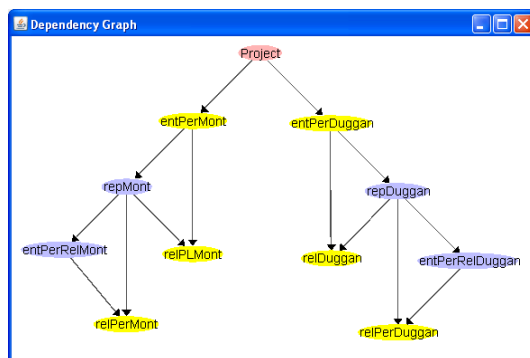 Dependency Graph
Project
entPerMont
entPerDuggan
repMont
repDuggan
entPerRelMont
relPLMont
relDuggan
entPerRelDuggan
relPerMont
relPerDuggan